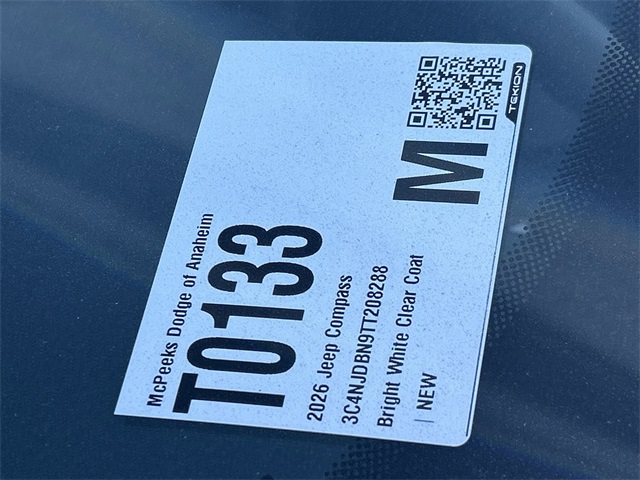 McPeeks Dodge of Anaheim
T0133
2026 Jeep Compass
3C4NJDBN9TT208288
Bright White Clear Coat
| NEW
M
TEKION